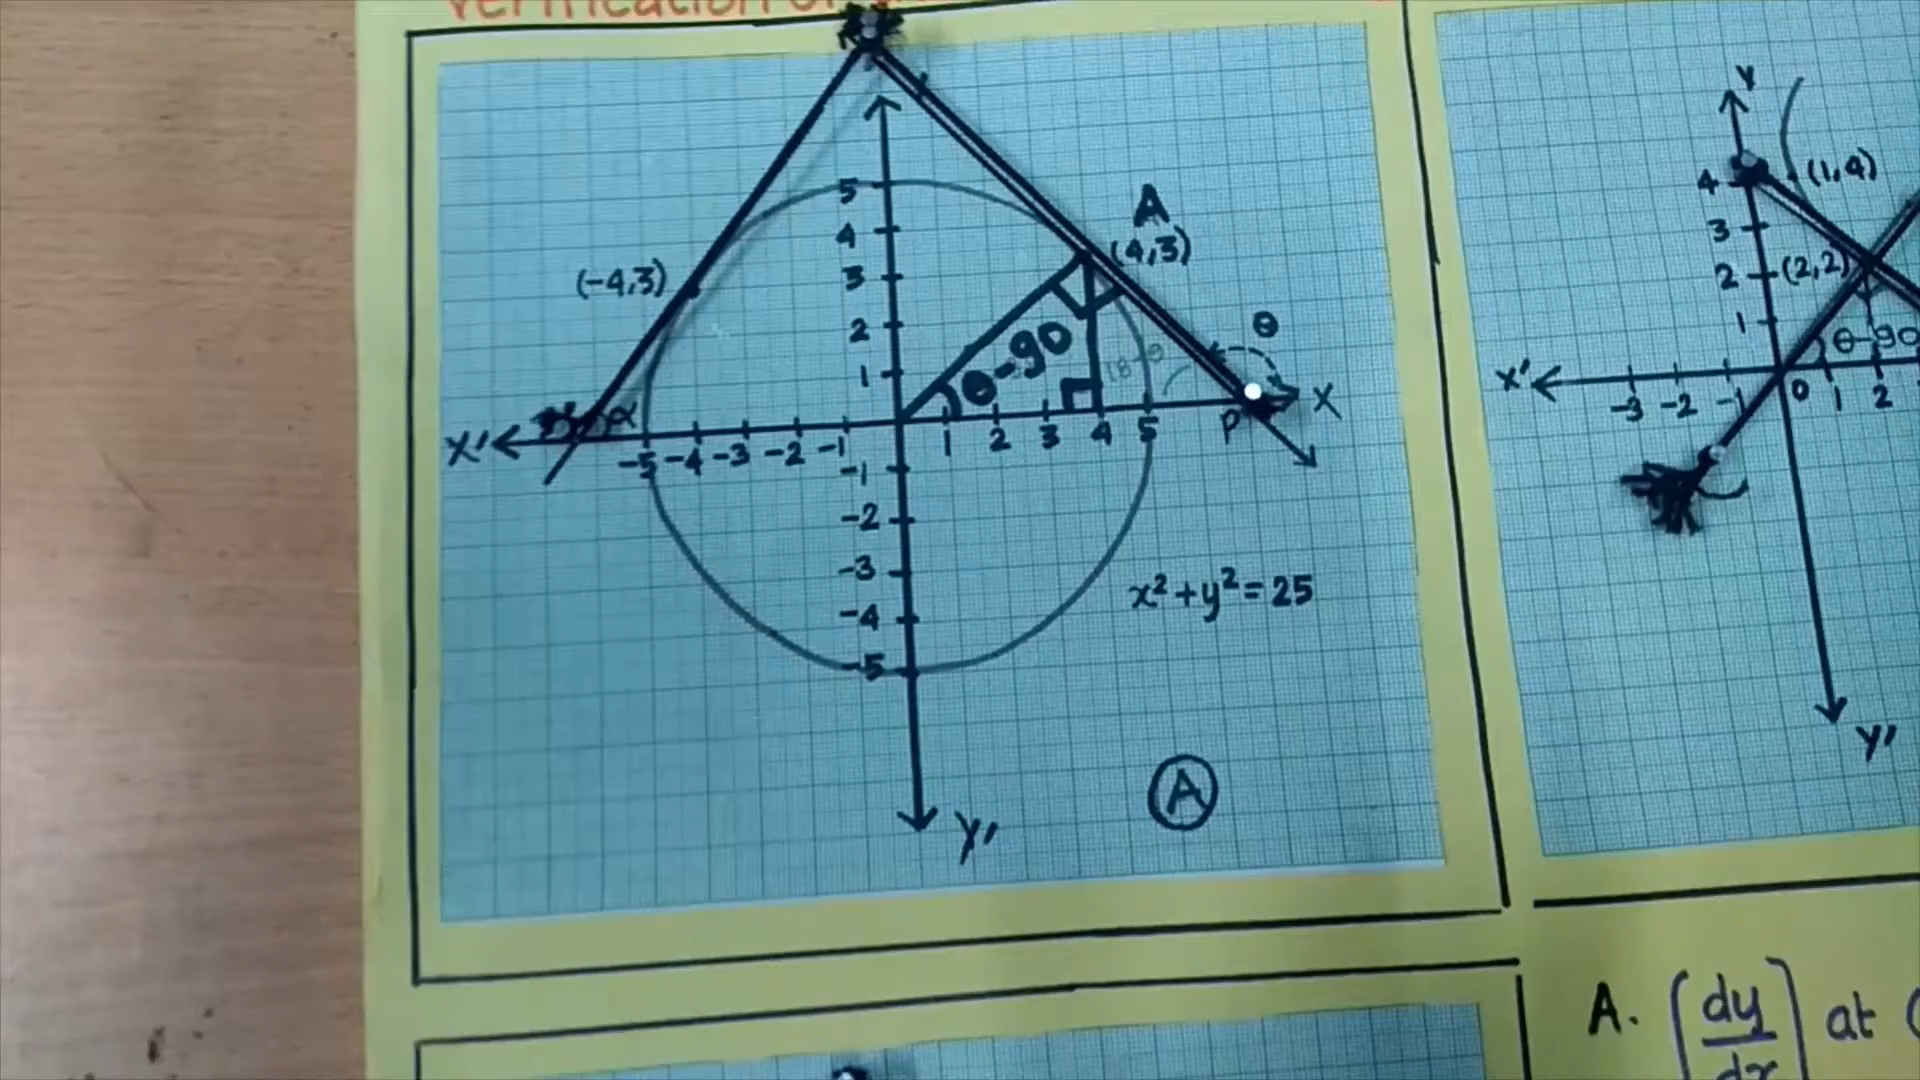 Verification of
5
4
3
2
1
(-4,3)
A
(4,3)
θ
θ-90
α
X'
-5 -4 -3 -2 -1
1 2 3 4 5
P
X
-1
-2
-3
-4
-5
x²+y²=25
Y'
A
Y
4
3
2
1
(1,4)
(2,2)
θ-90
X'
-3 -2 -1 0 1 2
Y'
A. (dy/dx) at (